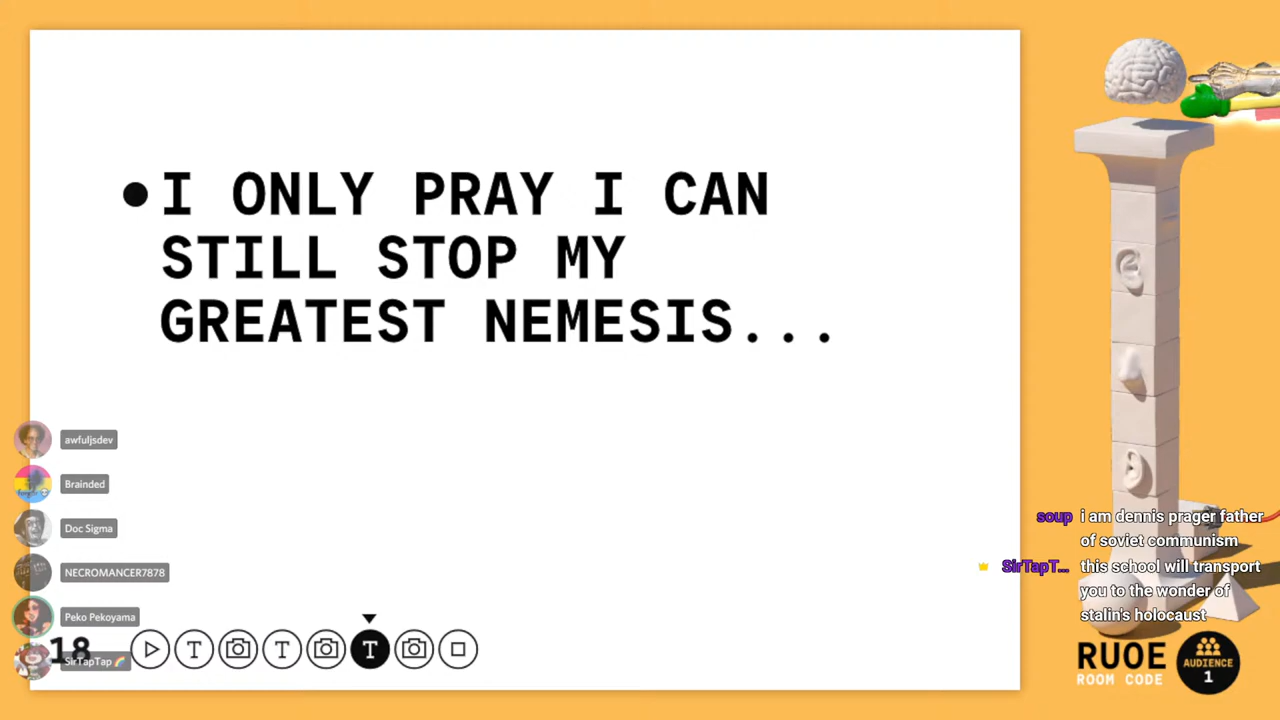 • I ONLY PRAY I CAN
STILL STOP MY
GREATEST NEMESIS...
awfuljsdev
Brainded
Doc Sigma
NECROMANCER7878
Peko Pekoyama
SirTapTap 🌈
18
T
T
T
soup i am dennis prager father
of soviet communism
SirTapT... this school will transport
you to the wonder of
stalin's holocaust
RUOE
ROOM CODE
AUDIENCE
1